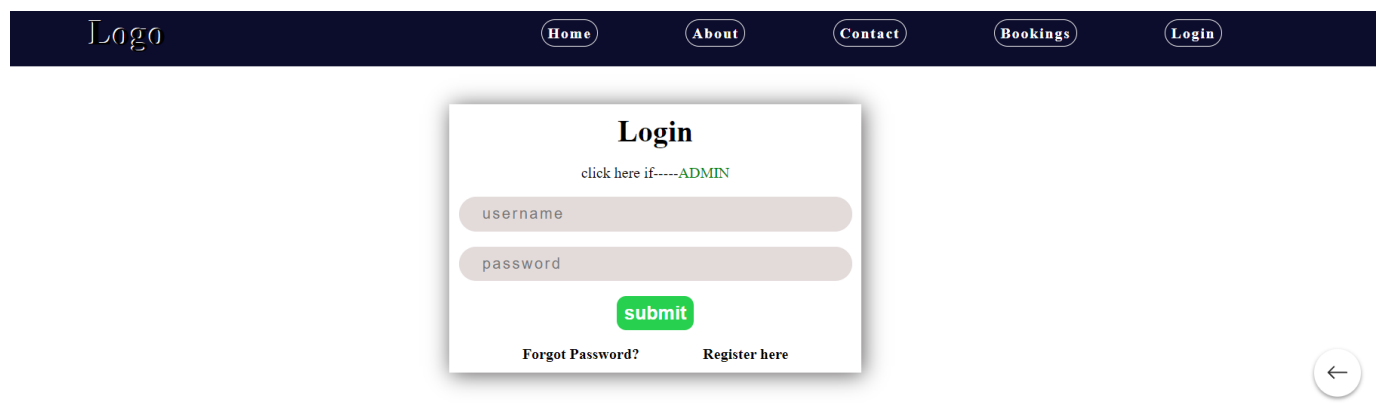 Logo Home About Contact Bookings Login
Login
click here if-----ADMIN
username
password
submit
Forgot Password? Register here